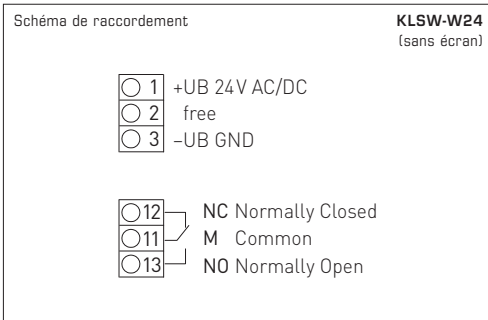 Schéma de raccordement
KLSW-W24
(sans écran)
1 +UB 24V AC/DC
2 free
3 –UB GND
12 NC Normally Closed
11 M Common
13 NO Normally Open